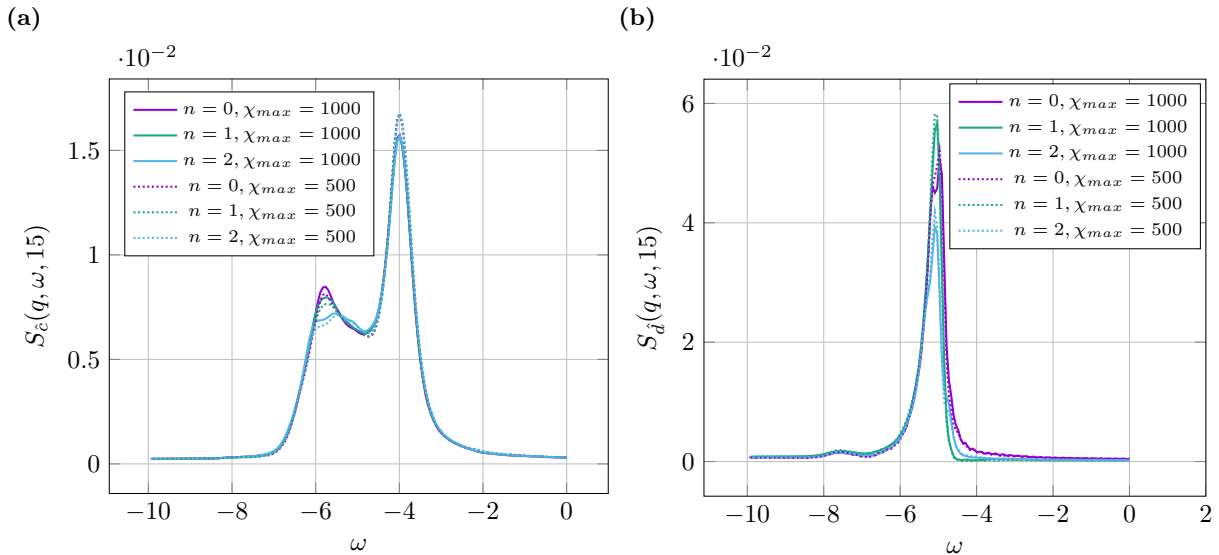 (a)
·10⁻²
1.5
1
0.5
0
−10
−8
−6
−4
−2
0
ω
S_ĉ(q, ω, 15)
n = 0, χ_max = 1000
n = 1, χ_max = 1000
n = 2, χ_max = 1000
n = 0, χ_max = 500
n = 1, χ_max = 500
n = 2, χ_max = 500
(b)
·10⁻²
6
4
2
0
−10
−8
−6
−4
−2
0
2
ω
S_d̂(q, ω, 15)
n = 0, χ_max = 1000
n = 1, χ_max = 1000
n = 2, χ_max = 1000
n = 0, χ_max = 500
n = 1, χ_max = 500
n = 2, χ_max = 500